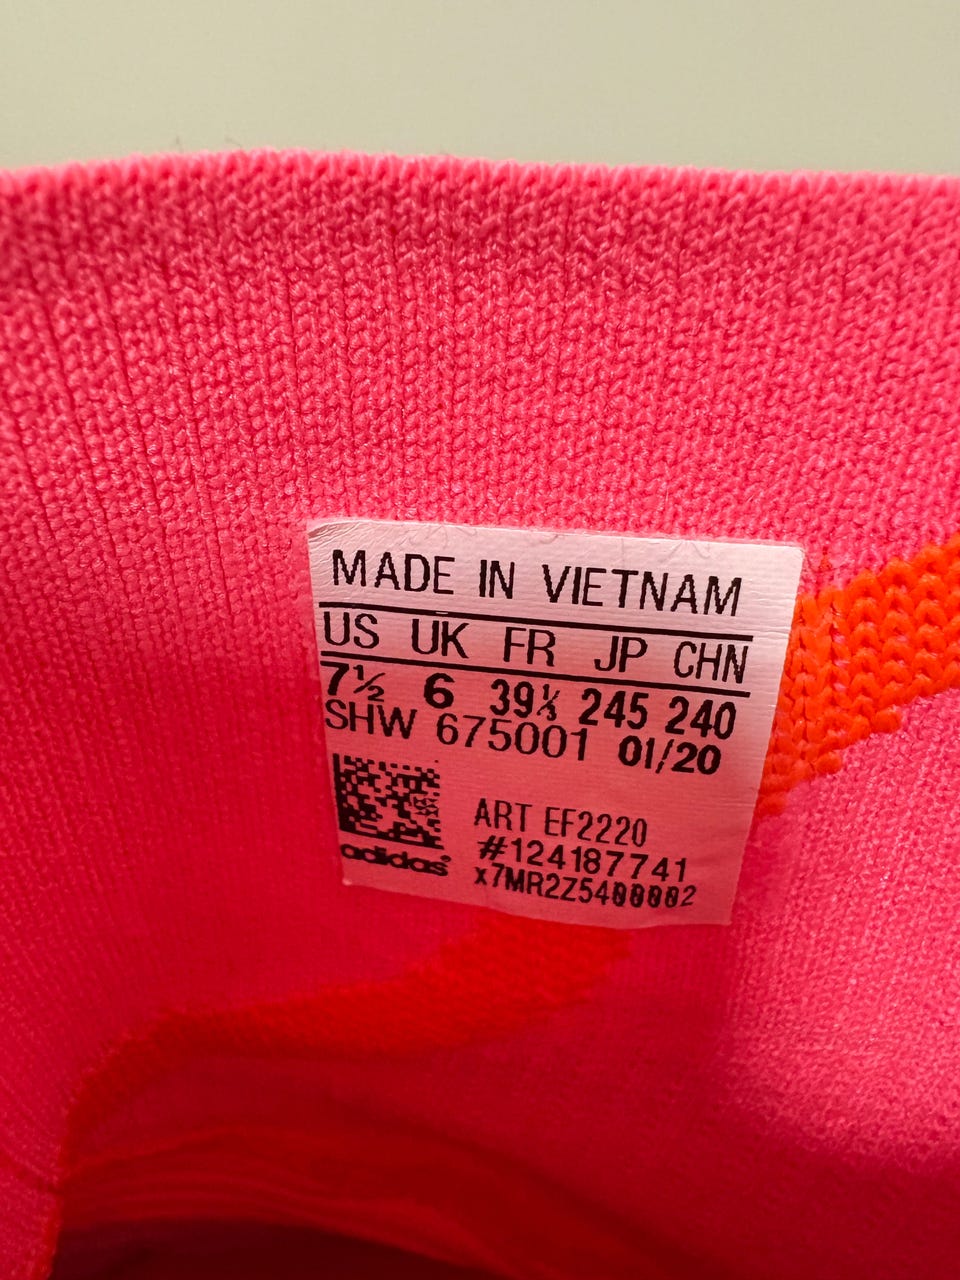 MADE IN VIETNAM
US UK FR JP CHN
7½ 6 39⅓ 245 240
SHW 675001 01/20
ART EF2220
#124187741
adidas
x7MR2Z5400002